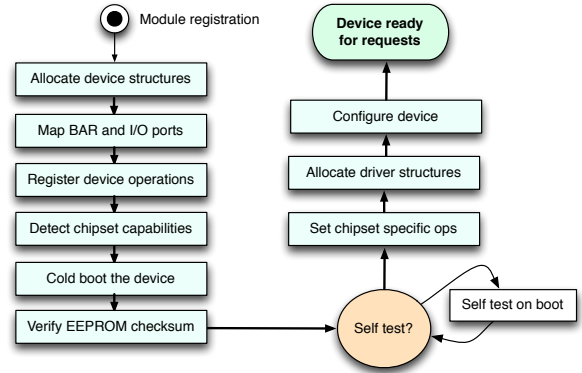 Module registration
Allocate device structures
Map BAR and I/O ports
Register device operations
Detect chipset capabilities
Cold boot the device
Verify EEPROM checksum
Self test?
Self test on boot
Set chipset specific ops
Allocate driver structures
Configure device
Device ready
for requests